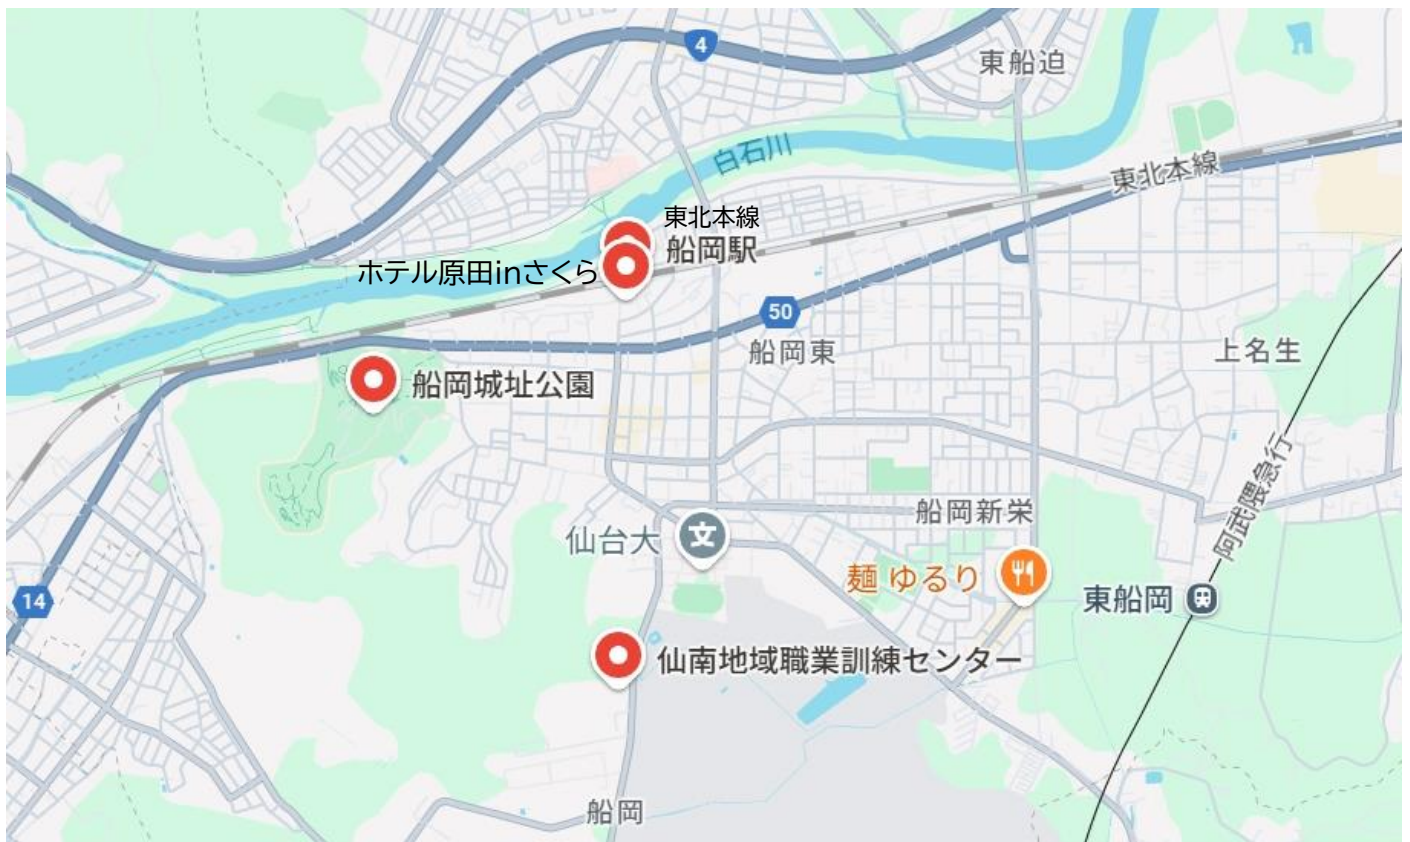 4
東船迫
白石川
東北本線
東北本線
船岡駅
ホテル原田inさくら
50
船岡東
上名生
船岡城址公園
阿武隈急行
船岡新栄
仙台大
文
麺 ゆるり
東船岡
14
仙南地域職業訓練センター
船岡